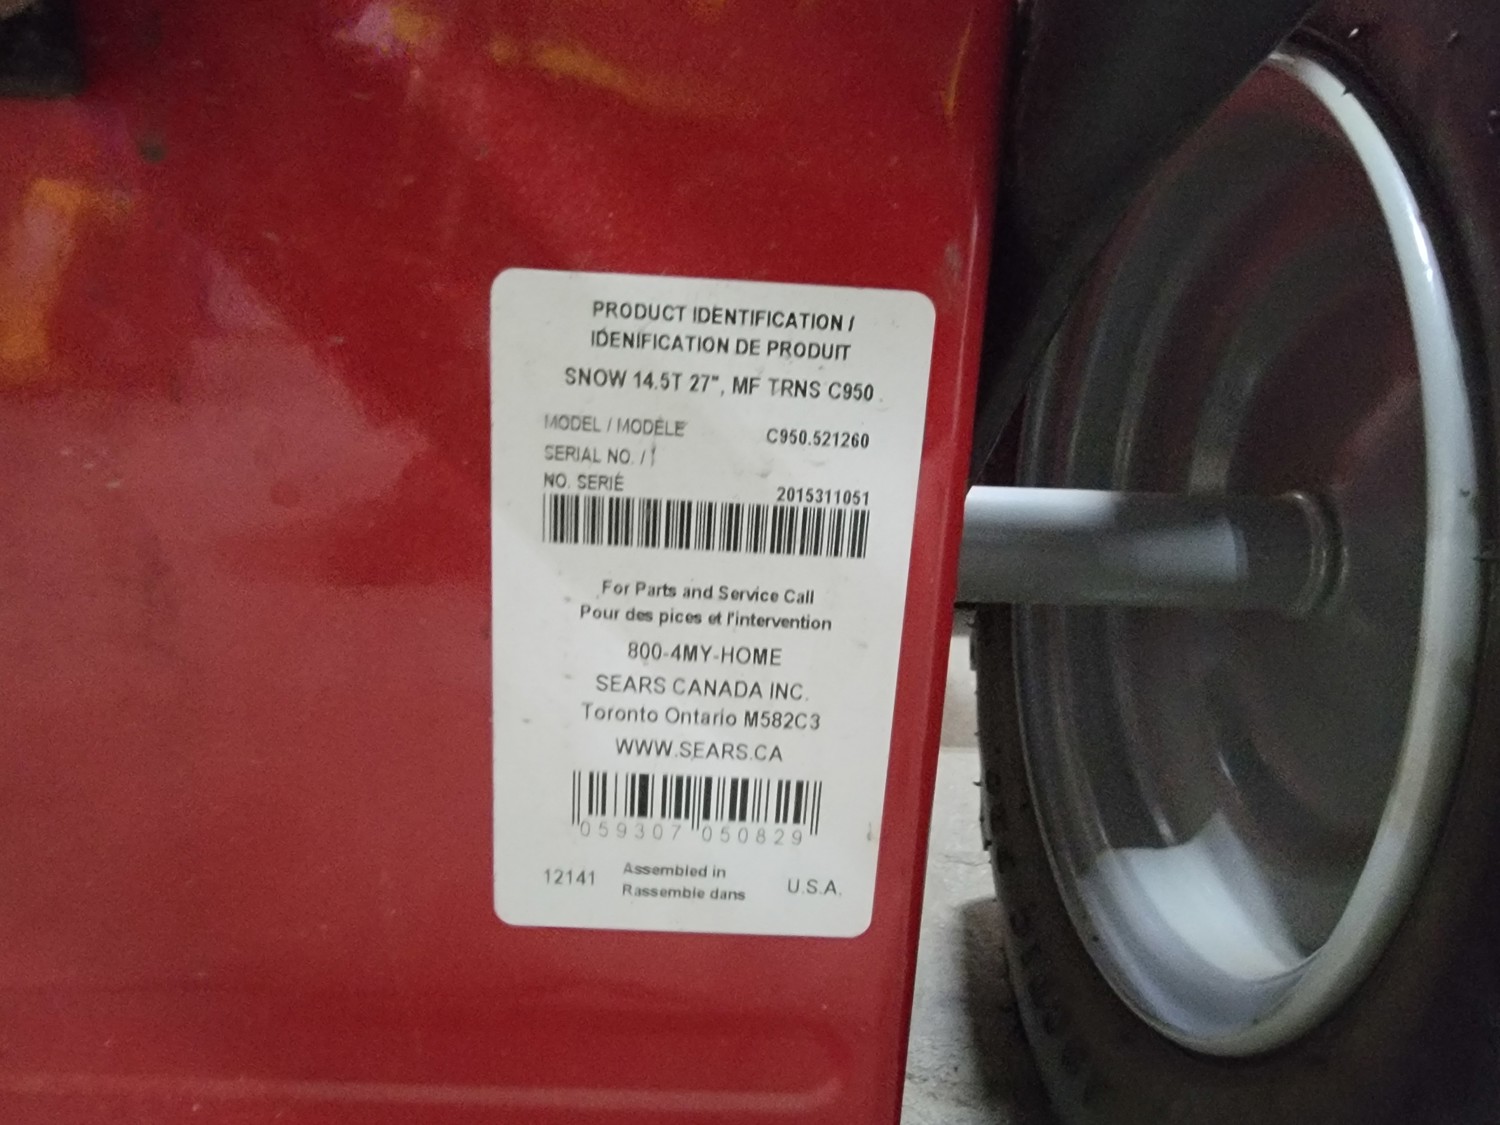 PRODUCT IDENTIFICATION /
IDENIFICATION DE PRODUIT
SNOW 14.5T 27", MF TRNS C950
MODEL / MODÈLE C950.521260
SERIAL NO. /
NO. SERIÉ 2015311051
For Parts and Service Call
Pour des pices et l'intervention
800-4MY-HOME
SEARS CANADA INC.
Toronto Ontario M582C3
WWW.SEARS.CA
059307 050829
12141 Assembled in U.S.A.
Rassemble dans